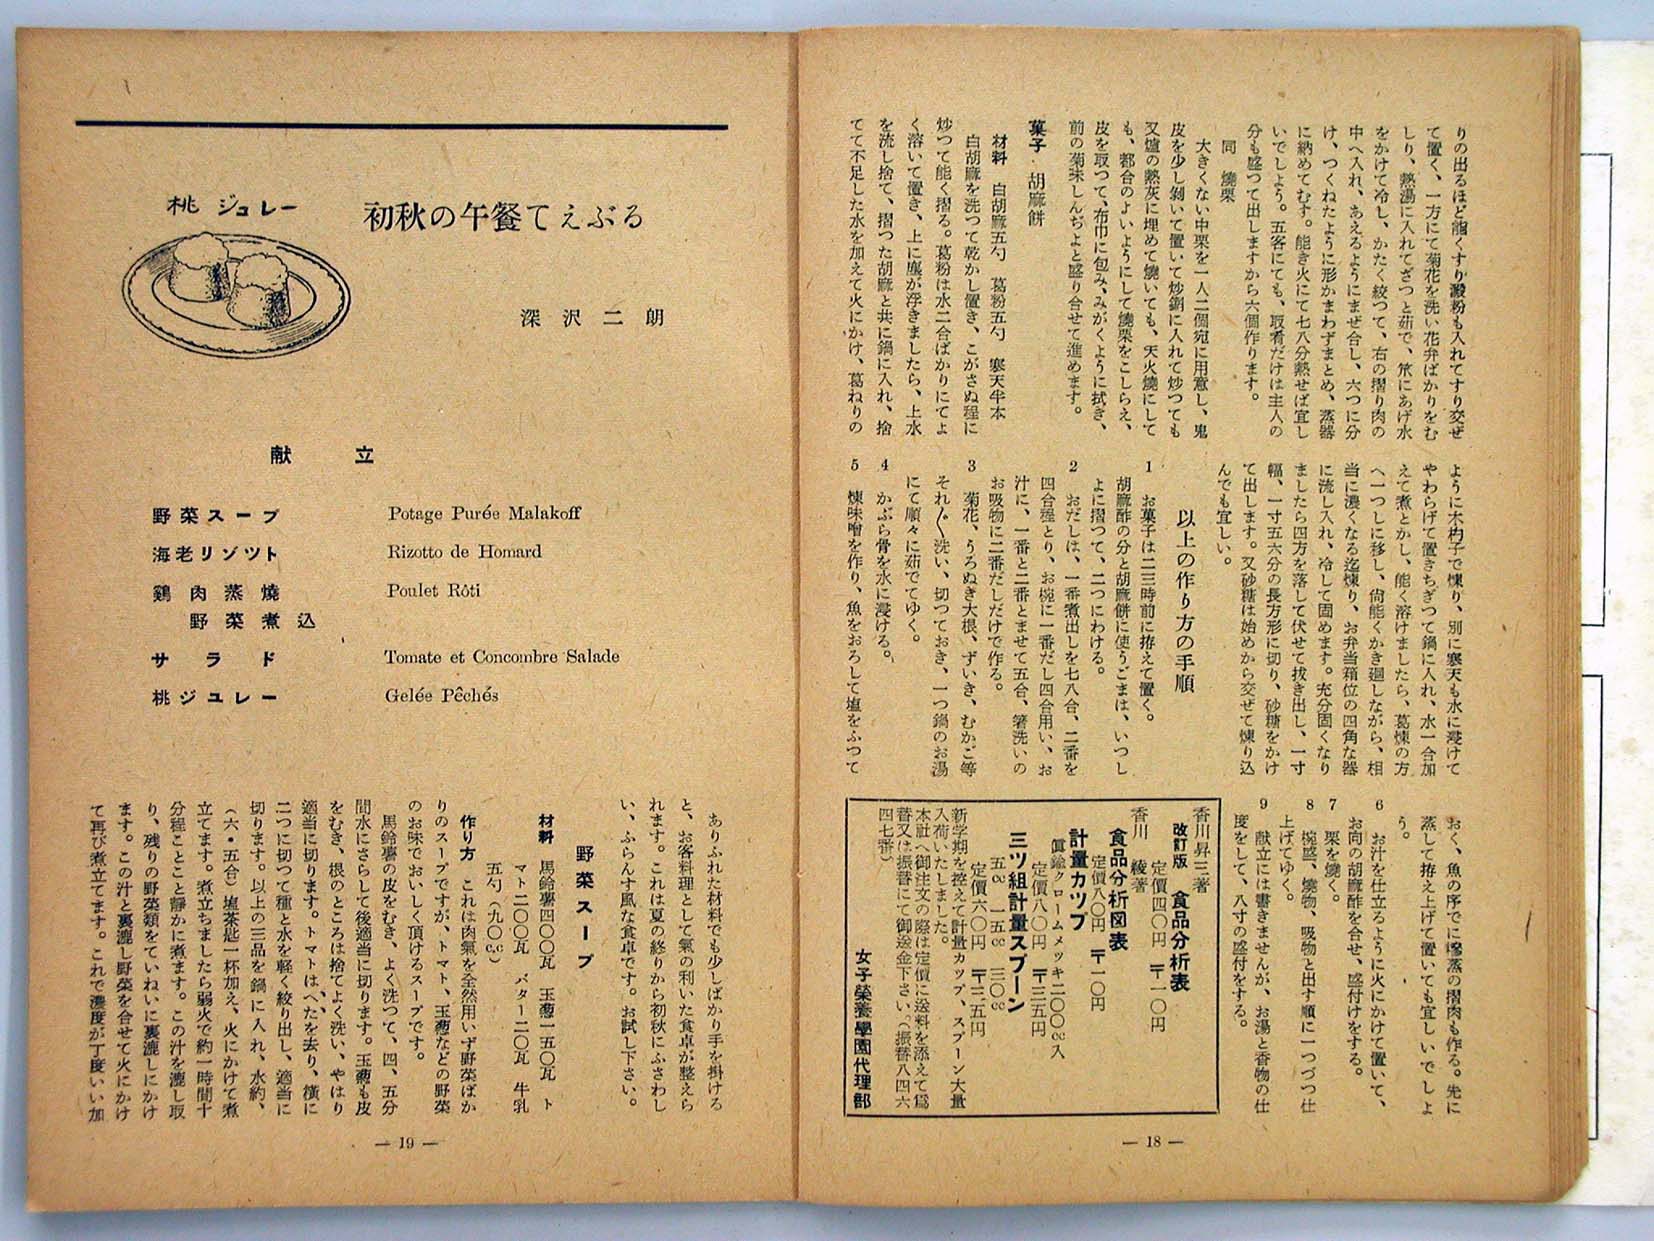 りの出るほど能くすり澱粉も入れてすり交ぜ
て置く、一方にて菊花を洗い花弁ばかりをむ
しり、熱湯に入れてざつと茹で、笊にあげ水
をかけて冷し、かたく絞つて、右の摺り肉の
中へ入れ、あえるようにまぜ合し、六つに分
け、つくねたように形かまわずまとめ、蒸器
に納めてむす。能き火にて七八分熱せば宜し
いでしよう。五客にても、取肴だけは主人の
分も盛つて出しますから六個作ります。
同 燒栗
大きくない中栗を一人二個宛に用意し、鬼
皮を少し剝いて置いて炒鍋に入れて炒つても
又爐の熱灰に埋めて燒いても、天火燒にして
も、都合のよいようにして燒栗をこしらえ、
皮を取つて、布巾に包み、みがくように拭き、
前の菊味しんぢよと盛り合せて進めます。
菓子 胡麻餅
材料 白胡麻五勺 葛粉五勺 寒天半本
白胡麻を洗つて乾かし置き、こがさぬ程に
炒つて能く摺る。葛粉は水二合ばかりにてよ
く溶いて置き、上に塵が浮きましたら、上水
を流し捨て、摺つた胡麻と共に鍋に入れ、捨
てて不足した水を加えて火にかけ、葛ねりの
ように木杓子で煉り、別に寒天も水に浸けて
やわらげて置きちぎつて鍋に入れ、水一合加
えて煮とかし、能く溶けましたら、葛煉の方
へ一つしに移し、尚能くかき廻しながら、相
当に濃くなる迄煉り、お弁当箱位の四角な器
に流し入れ、冷して固めます。充分固くなり
ましたら四方を落して伏せて抜き出し、一寸
幅、一寸五六分の長方形に切り、砂糖をかけ
て出します。又砂糖は始めから交ぜて煉り込
んでも宜しい。
以上の作り方の手順
1 お菓子は二三時前に拵えて置く。
胡麻酢の分と胡麻餅に使うごまは、いつし
よに摺つて、二つにわける。
2 おだしは、一番煮出しを七八合、二番を
四合程とり、お椀に一番だし四合用い、お
汁に、一番と二番とまぜて五合、箸洗いの
お吸物に二番だしだけで作る。
3 菊花、うろぬき大根、ずいき、むかご等
それ〲洗い、切つておき、一つ鍋のお湯
にて順々に茹でてゆく。
4 かぶら骨を水に浸ける。
5 煉味噌を作り、魚をおろして塩をふつて
おく、魚の序でに蒸の摺肉も作る。先に
蒸して拵え上げて置いても宜しいでしよ
う。
6 お汁を仕立るように火にかけて置いて、
お向の胡麻酢を合せ、盛付けをする。
7 栗を燒く。
8 椀盛、燒物、吸物と出す順に一つづつ仕
上げてゆく。
9 献立には書きませんが、お湯と香物の仕
度をして、八寸の盛付をする。
香川昇三著
改訂版 食品分析表
定價四〇円 〒一〇円
香川 綾著
食品分析図表
定價八〇円 〒一〇円
計量カツプ
眞鍮クロームメツキ二〇〇cc入
定價八〇円 〒三五円
三ツ組計量スプーン
五cc 一五cc 三〇cc
定價六〇円 〒二五円
新学期を控えて計量カップ、スプーン大量
入荷いたしました。
本社へ御注文の際は定價に送料を添えて爲
替又は振替にて御送金下さい。(振替八四六
四七番)
女子榮養學園代理部
— 18 —
初秋の午餐てえぶる
桃 ジュレー
深沢二朗
献 立
野菜スープ Potage Purée Malakoff
海老リゾツト Rizotto de Homard
鶏肉蒸燒 Poulet Rôti
野菜煮込
サラド Tomate et Concombre Salade
桃ジユレー Gelée Pêchés
ありふれた材料でも少しばかり手を掛ける
と、お客料理として氣の利いた食卓が整えら
れます。これは夏の終りから初秋にふさわし
い、ふらんす風な食卓です。お試し下さい。
野菜スープ
材料 馬鈴薯四〇〇瓦 玉葱一五〇瓦 ト
マト二〇〇瓦 バター二〇瓦 牛乳
五勺(九〇c.c)
作り方 これは肉氣を全然用いず野菜ばか
りのスープですが、トマト、玉葱などの野菜
のお味でおいしく頂けるスープです。
馬鈴薯の皮をむき、よく洗つて、四、五分
間水にさらして後適当に切ります。玉葱も皮
をむき、根のところは捨てよく洗い、やはり
適当に切ります。トマトはへたを去り、横に
二つに切つて種と水を軽く絞り出し、適当に
切ります。以上の三品を鍋に入れ、水約、
(六・五合)塩茶匙一杯加え、火にかけて煮
立てます。煮立ちましたら弱火で約一時間十
分程ことこと靜かに煮ます。この汁を漉し取
り、残りの野菜類をていねいに裏漉しにかけ
ます。この汁と裏漉し野菜を合せて火にかけ
て再び煮立てます。これで濃度が丁度いい加
— 19 —